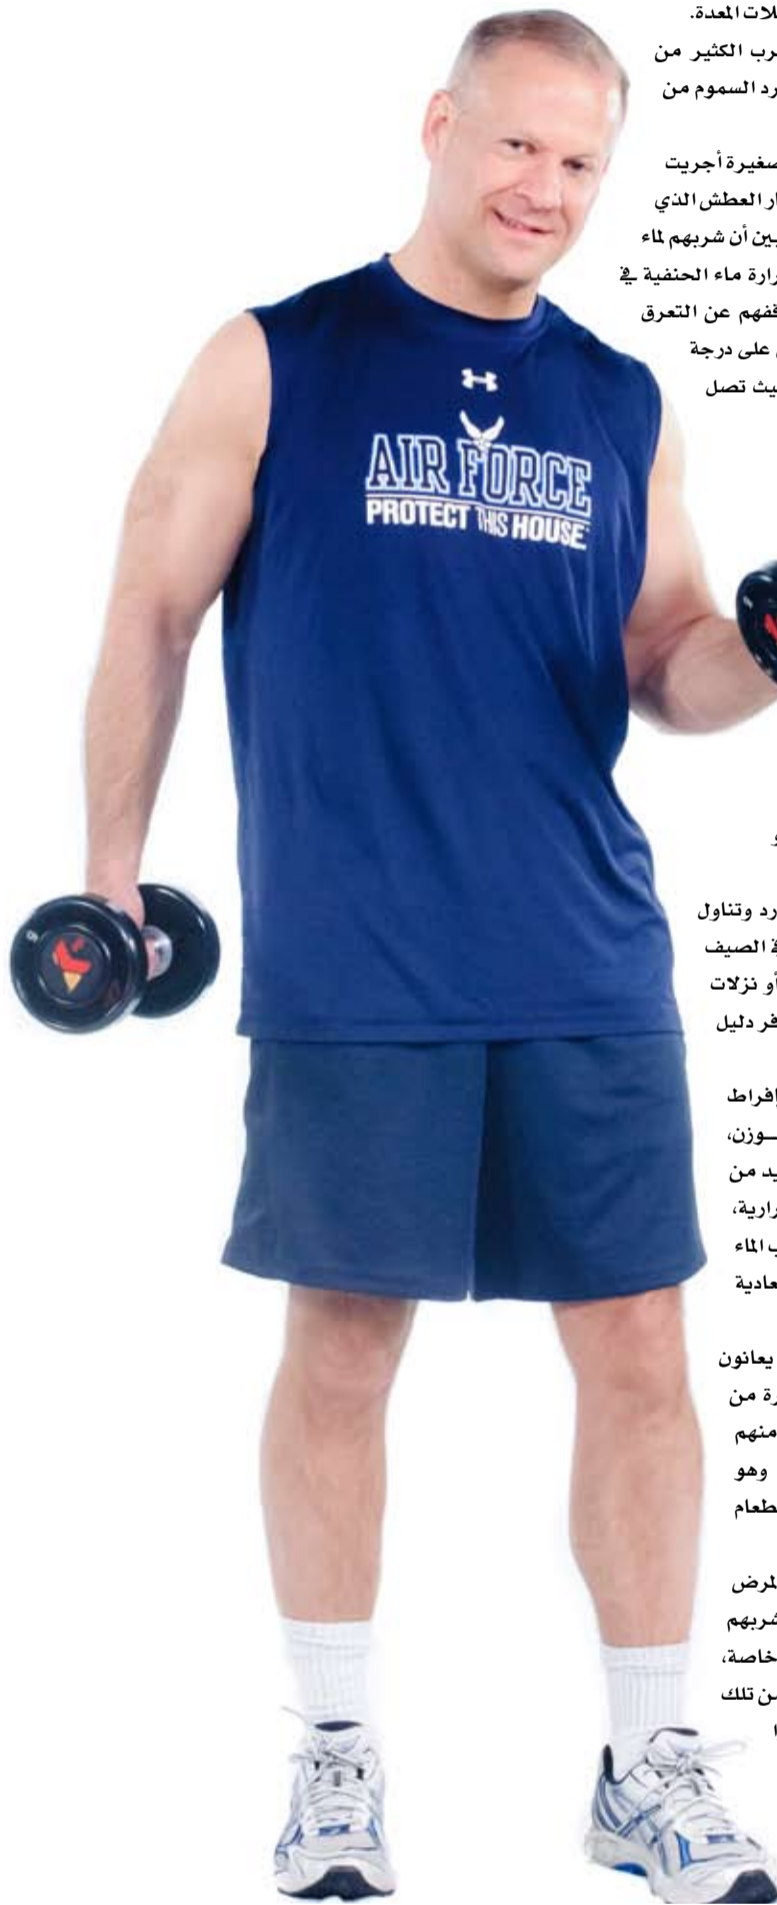 لات المعدة.
رب الكثير من
رد السموم من
صغيرة أجريت
ار العطش الذي
بين أن شربهم لماء
رارة ماء الحنفية في
قفهم عن التعرق
على درجة
يث تصل
AIR FORCE
PROTECT THIS HOUSE
و
رد وتناول
الصيف
أو نزلات
فر دليل
إفراط
ـوزن،
يد من
رارية،
ب الماء
عادية
يعانون
رة من
منهم
وهو
طعام
لمرض
شربهم
خاصة،
ن تلك
ا